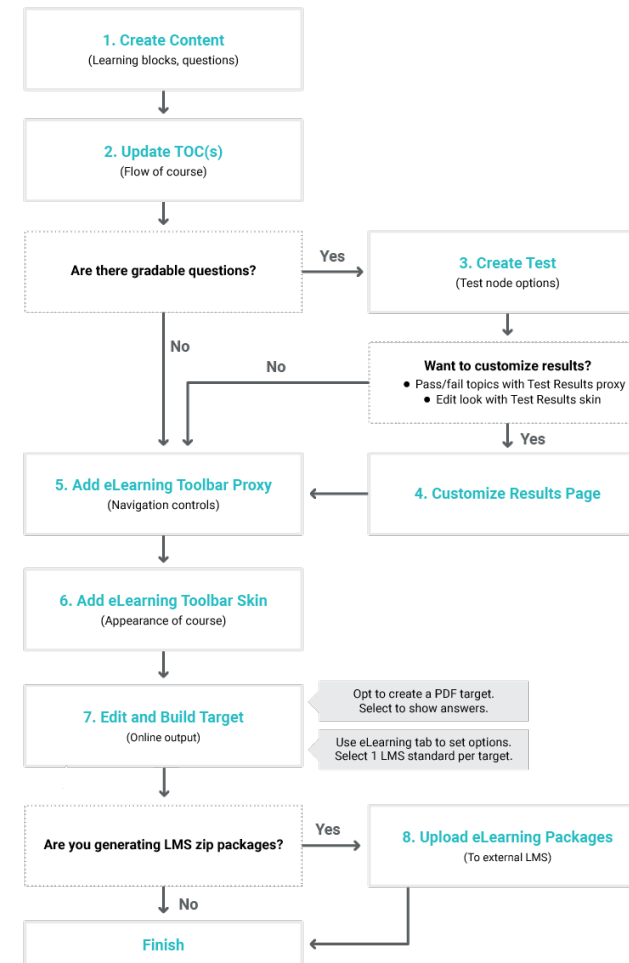 1. Create Content
(Learning blocks, questions)
2. Update TOC(s)
(Flow of course)
Are there gradable questions?
Yes
3. Create Test
(Test node options)
No
No
Want to customize results?
● Pass/fail topics with Test Results proxy
● Edit look with Test Results skin
Yes
5. Add eLearning Toolbar Proxy
(Navigation controls)
4. Customize Results Page
6. Add eLearning Toolbar Skin
(Appearance of course)
7. Edit and Build Target
(Online output)
Opt to create a PDF target.
Select to show answers.
Use eLearning tab to set options.
Select 1 LMS standard per target.
Are you generating LMS zip packages?
Yes
8. Upload eLearning Packages
(To external LMS)
No
Finish